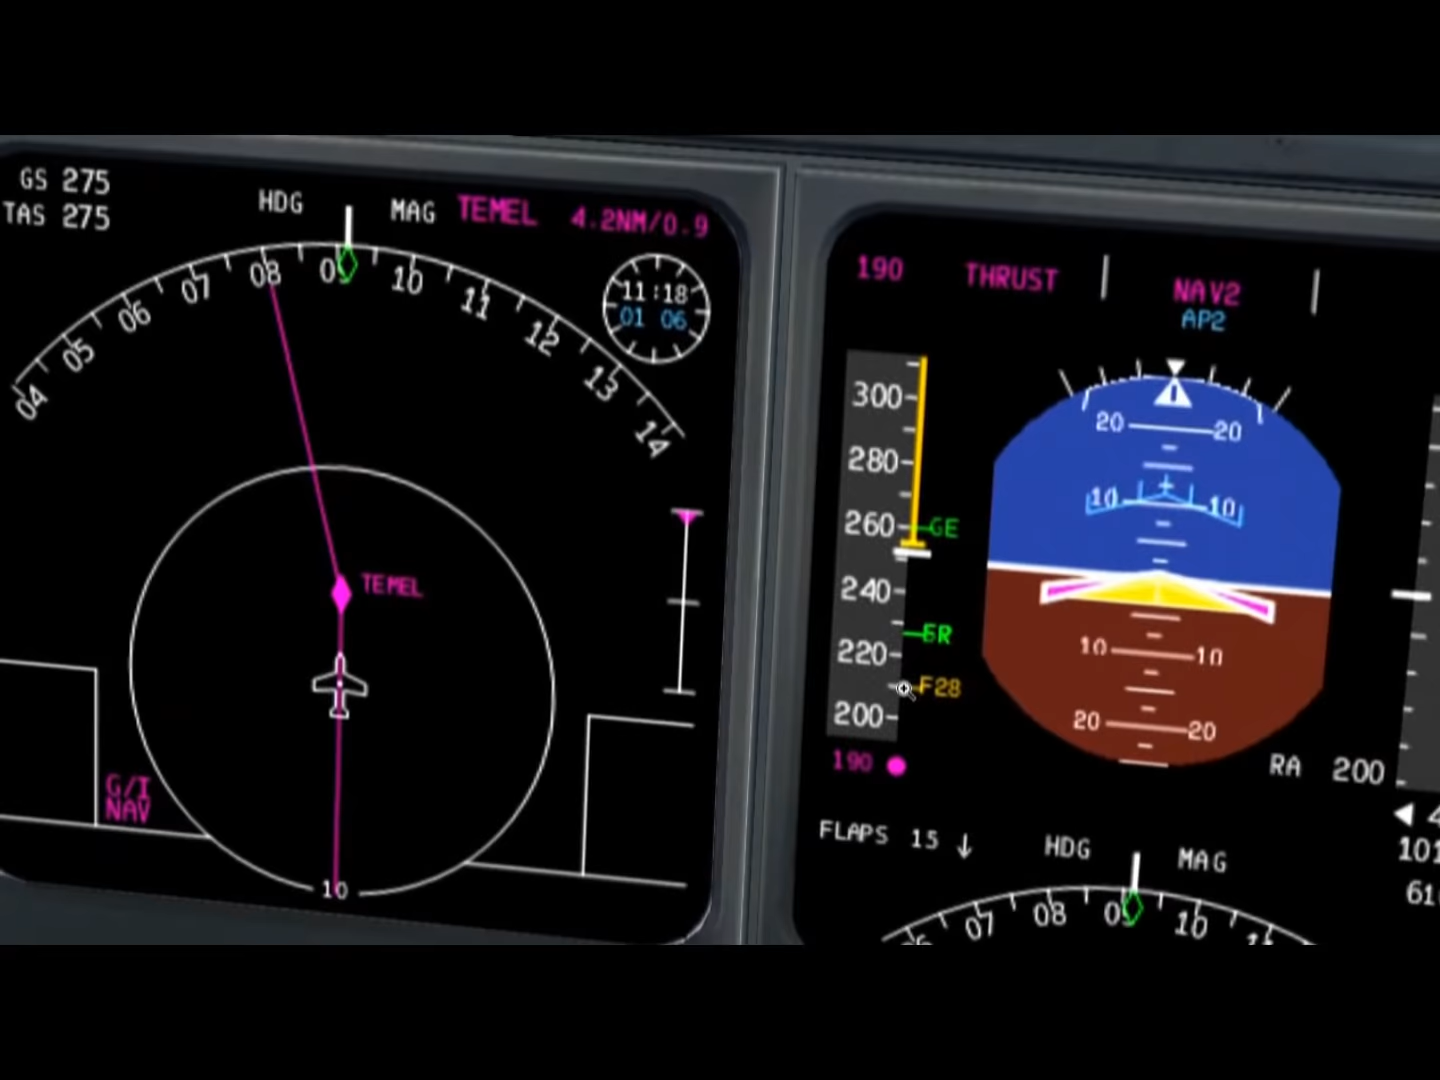 GS 275
TAS 275
HDG
MAG
TEMEL 4.2NM/0.9
04 05 06 07 08 09 10 11 12 13 14
11:18
01 06
TEMEL
G/I
NAV
10
190
THRUST
NAV2
AP2
300
280
260
240
220
200
GE
F28
190
20 20
10 10
10 10
20 20
RA 200
FLAPS 15 ↓
HDG
MAG
07 08 09 10